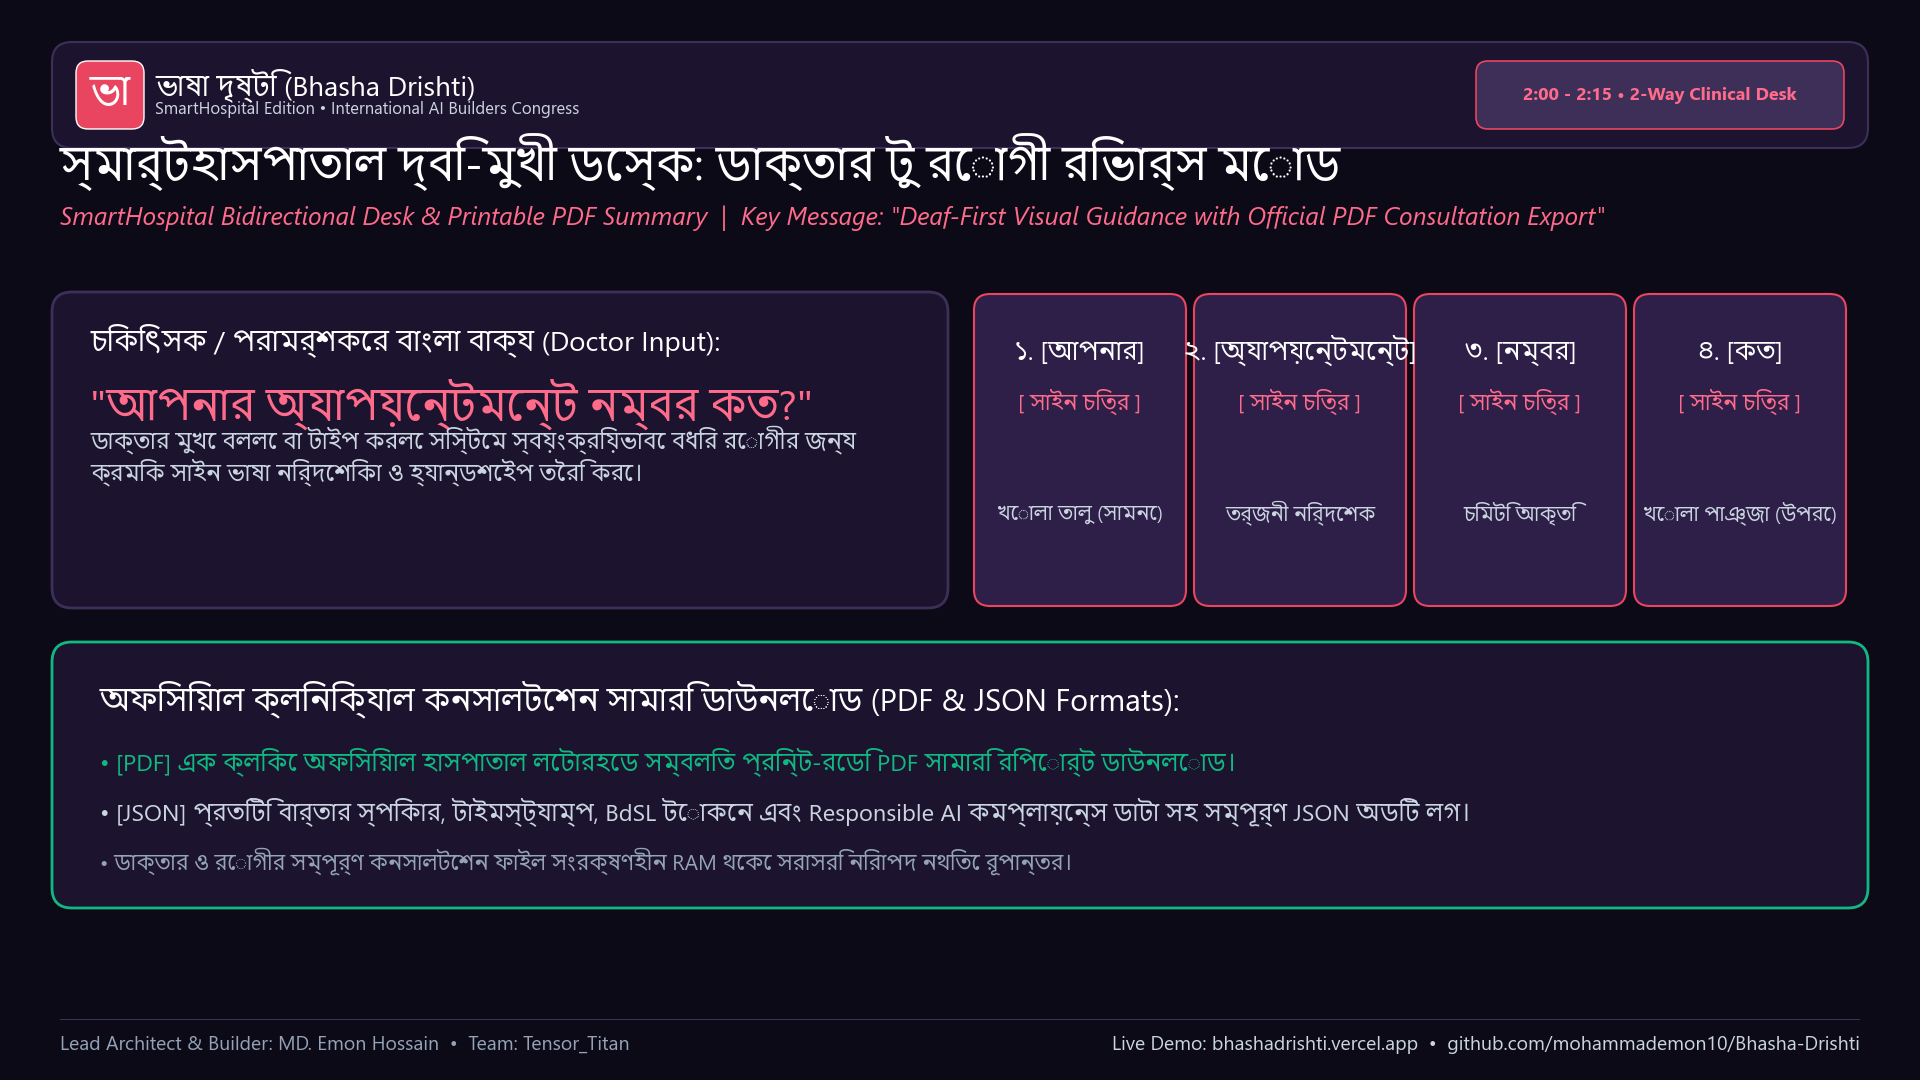 ভা
ভাষা দৃষ্টি (Bhasha Drishti)
SmartHospital Edition • International AI Builders Congress
2:00 - 2:15 • 2-Way Clinical Desk
স্মার্টহাসপাতাল দ্বি-মুখী ডেস্ক: ডাক্তার টু রোগী রিভার্স মোড
SmartHospital Bidirectional Desk & Printable PDF Summary | Key Message: "Deaf-First Visual Guidance with Official PDF Consultation Export"
চিকিৎসক / পরামর্শকের বাংলা বাক্য (Doctor Input):
"আপনার অ্যাপয়েন্টমেন্ট নম্বর কত?"
ডাক্তার মুখে বললে বা টাইপ করলে সিস্টেম স্বয়ংক্রিয়ভাবে বধির রোগীর জন্য
ক্রমিক সাইন ভাষা নির্দেশিকা ও হ্যান্ডশেইপ তৈরি করে।
১. [আপনার]
[ সাইন চিত্র ]
খোলা তালু (সামনে)
২. [অ্যাপয়েন্টমেন্ট]
[ সাইন চিত্র ]
তর্জনী নির্দেশক
৩. [নম্বর]
[ সাইন চিত্র ]
চিমটি আকৃতি
৪. [কত]
[ সাইন চিত্র ]
খোলা পাঞ্জা (উপরে)
অফিসিয়াল ক্লিনিক্যাল কনসালটেশন সামারি ডাউনলোড (PDF & JSON Formats):
• [PDF] এক ক্লিকে অফিসিয়াল হাসপাতাল লেটারহেডে সম্বলিত প্রিন্ট-রেডি PDF সামারি রিপোর্ট ডাউনলোড।
• [JSON] প্রতিটি বার্তার স্পিকার, টাইমস্ট্যাম্প, BdSL টোকেন এবং Responsible AI কমপ্লায়েন্স ডাটা সহ সম্পূর্ণ JSON অডিট লগ।
• ডাক্তার ও রোগীর সম্পূর্ণ কনসালটেশন ফাইল সংরক্ষণহীন RAM থেকে সরাসরি নিরাপদ নথিতে রূপান্তর।
Lead Architect & Builder: MD. Emon Hossain • Team: Tensor_Titan
Live Demo: bhashadrishti.vercel.app • github.com/mohammademon10/Bhasha-Drishti